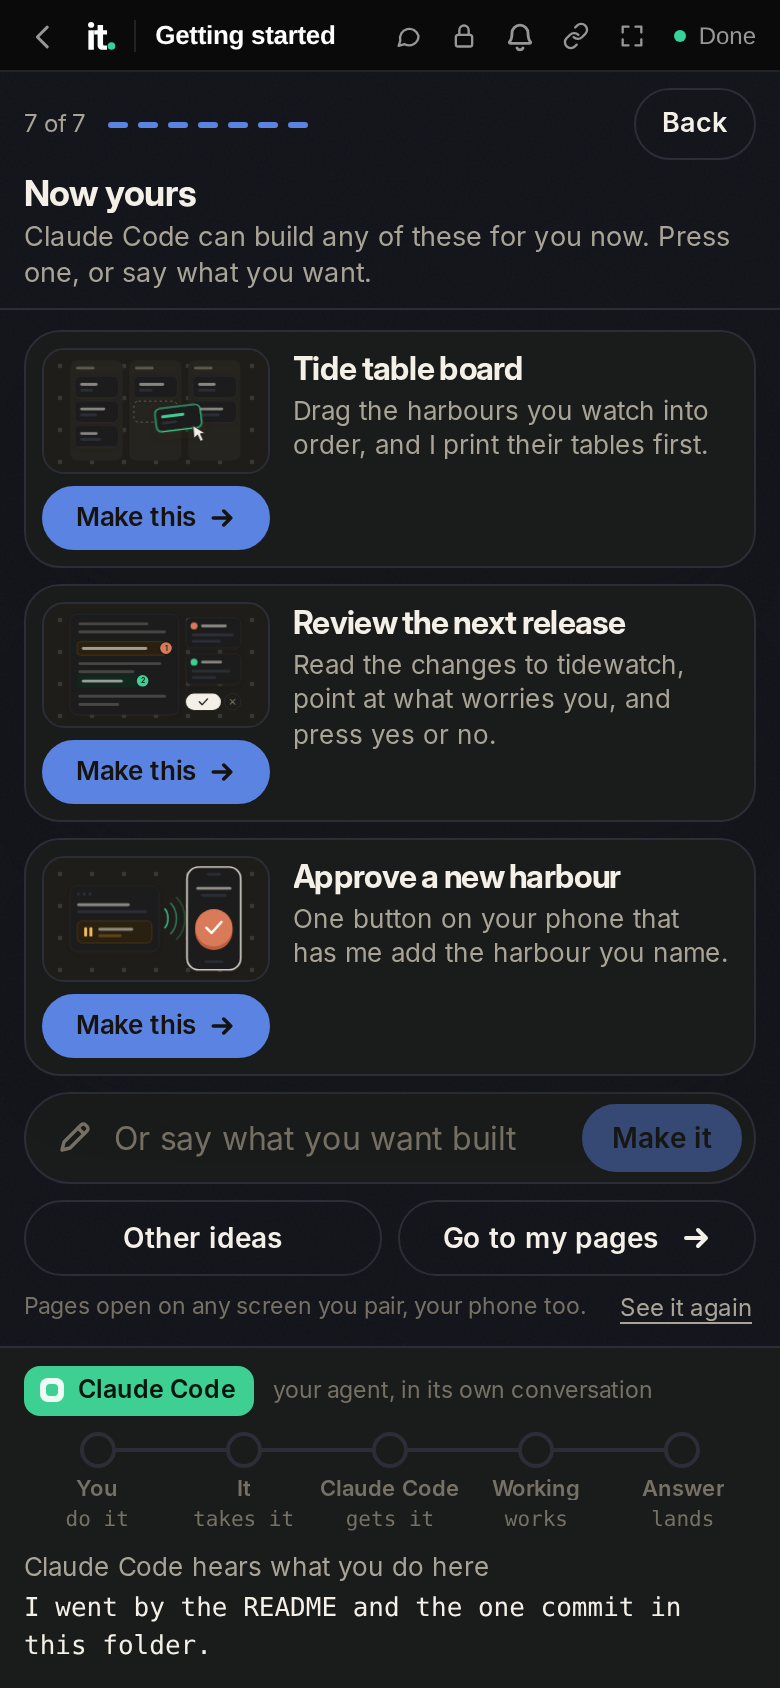 it.
Getting started
Done
7 of 7
Back
Now yours
Claude Code can build any of these for you now. Press
one, or say what you want.
Tide table board
Drag the harbours you watch into
order, and I print their tables first.
Make this
Review the next release
Read the changes to tidewatch,
point at what worries you, and
press yes or no.
1
2
Make this
Approve a new harbour
One button on your phone that
has me add the harbour you name.
Make this
Or say what you want built
Make it
Other ideas
Go to my pages
Pages open on any screen you pair, your phone too.
See it again
Claude Code
your agent, in its own conversation
You
do it
It
takes it
Claude Code
gets it
Working
works
Answer
lands
Claude Code hears what you do here
I went by the README and the one commit in
this folder.